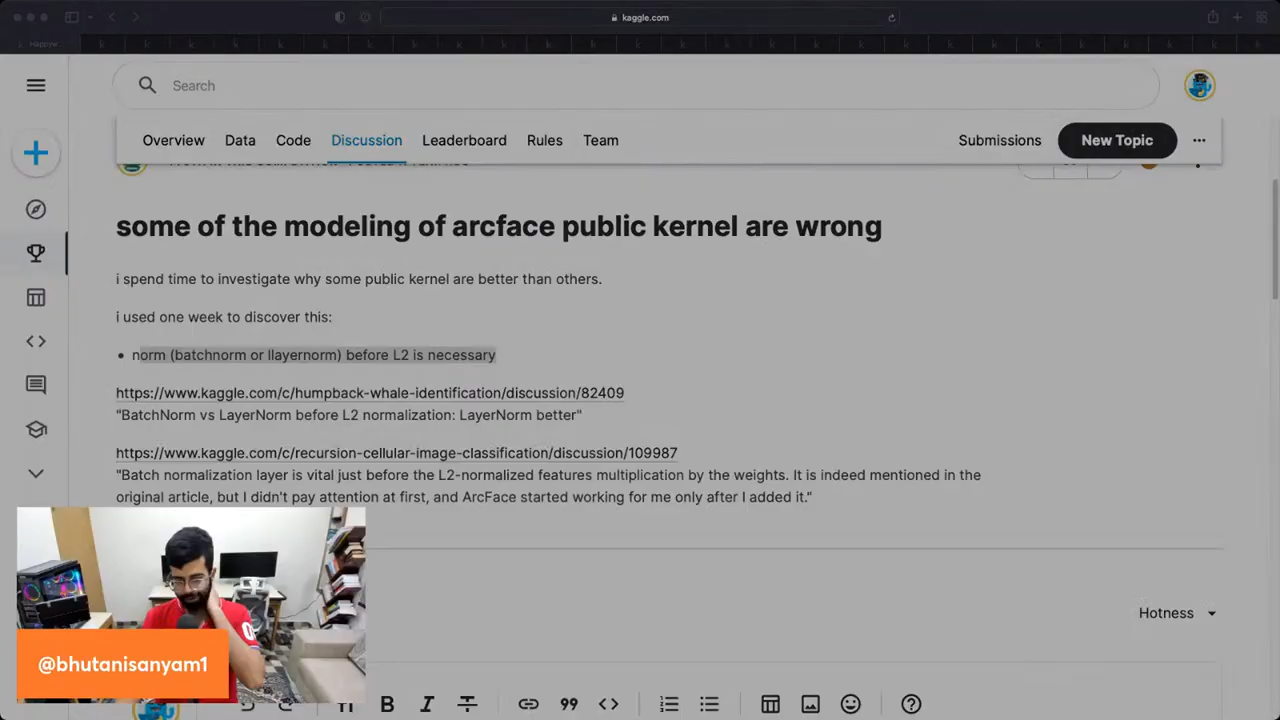 kaggle.com
Search
Overview Data Code Discussion Leaderboard Rules Team Submissions New Topic
some of the modeling of arcface public kernel are wrong
i spend time to investigate why some public kernel are better than others.
i used one week to discover this:
• norm (batchnorm or llayernorm) before L2 is necessary
https://www.kaggle.com/c/humpback-whale-identification/discussion/82409
"BatchNorm vs LayerNorm before L2 normalization: LayerNorm better"
https://www.kaggle.com/c/recursion-cellular-image-classification/discussion/109987
"Batch normalization layer is vital just before the L2-normalized features multiplication by the weights. It is indeed mentioned in the
original article, but I didn't pay attention at first, and ArcFace started working for me only after I added it."
Hotness
@bhutanisanyam1